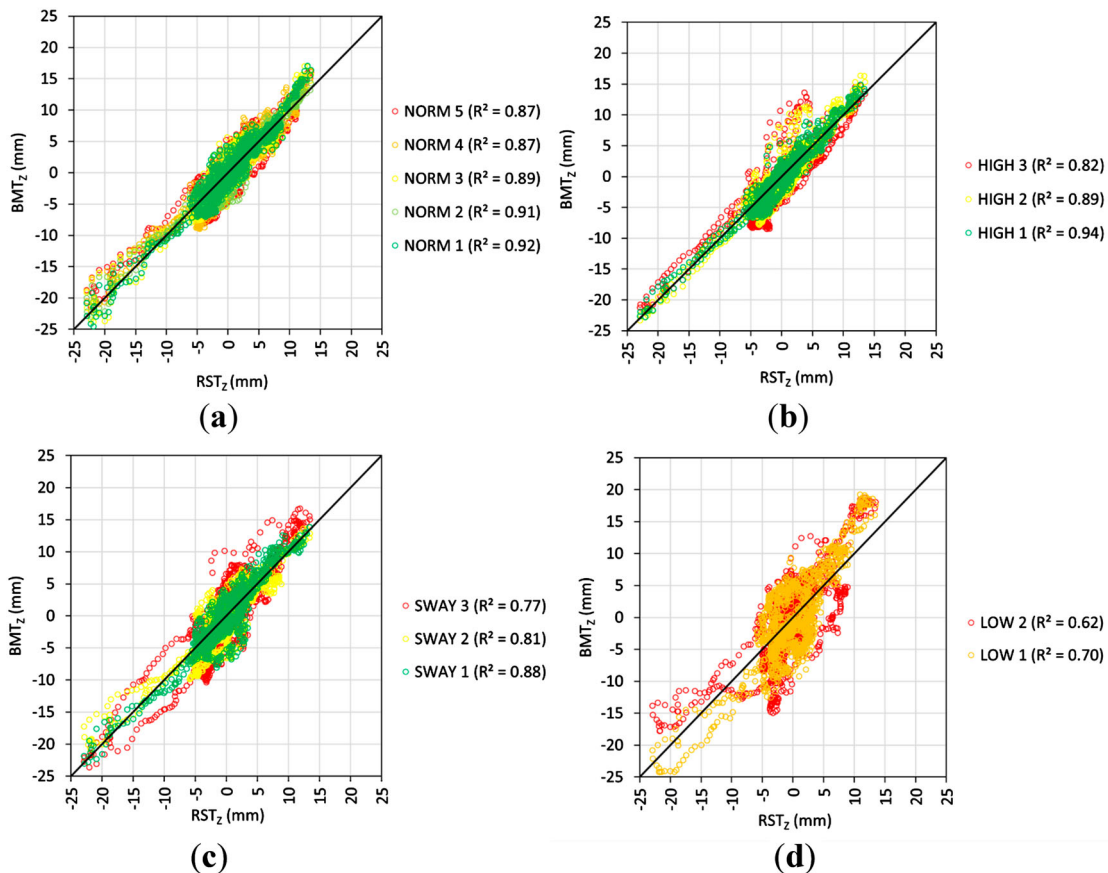 25
20
15
10
5
0
-5
-10
-15
-20
-25
BMTZ (mm)
-25 -20 -15 -10 -5 0 5 10 15 20 25
RSTZ (mm)
NORM 5 (R² = 0.87)
NORM 4 (R² = 0.87)
NORM 3 (R² = 0.89)
NORM 2 (R² = 0.91)
NORM 1 (R² = 0.92)
(a)
25
20
15
10
5
0
-5
-10
-15
-20
-25
BMTZ (mm)
-25 -20 -15 -10 -5 0 5 10 15 20 25
RSTZ (mm)
HIGH 3 (R² = 0.82)
HIGH 2 (R² = 0.89)
HIGH 1 (R² = 0.94)
(b)
25
20
15
10
5
0
-5
-10
-15
-20
-25
BMTZ (mm)
-25 -20 -15 -10 -5 0 5 10 15 20 25
RSTZ (mm)
SWAY 3 (R² = 0.77)
SWAY 2 (R² = 0.81)
SWAY 1 (R² = 0.88)
(c)
25
20
15
10
5
0
-5
-10
-15
-20
-25
BMTZ (mm)
-25 -20 -15 -10 -5 0 5 10 15 20 25
RSTZ (mm)
LOW 2 (R² = 0.62)
LOW 1 (R² = 0.70)
(d)